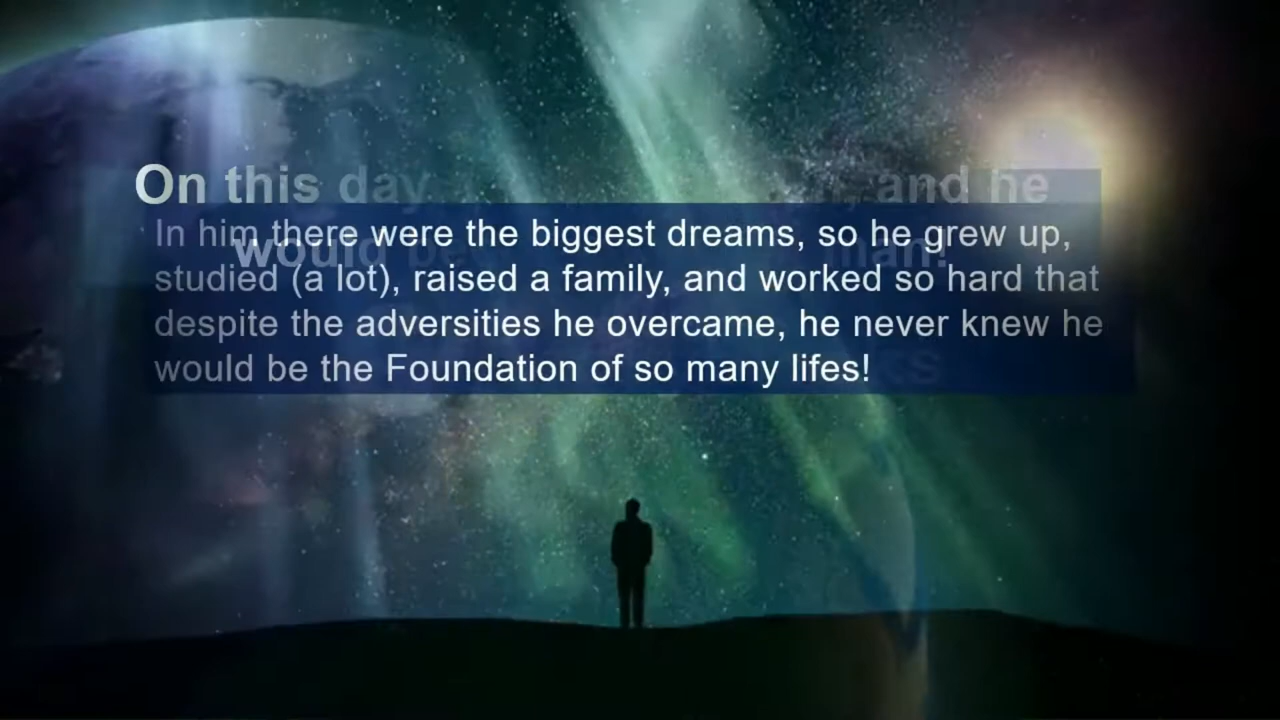 On this day and he
would man!
In him there were the biggest dreams, so he grew up,
studied (a lot), raised a family, and worked so hard that
despite the adversities he overcame, he never knew he
would be the Foundation of so many lifes!